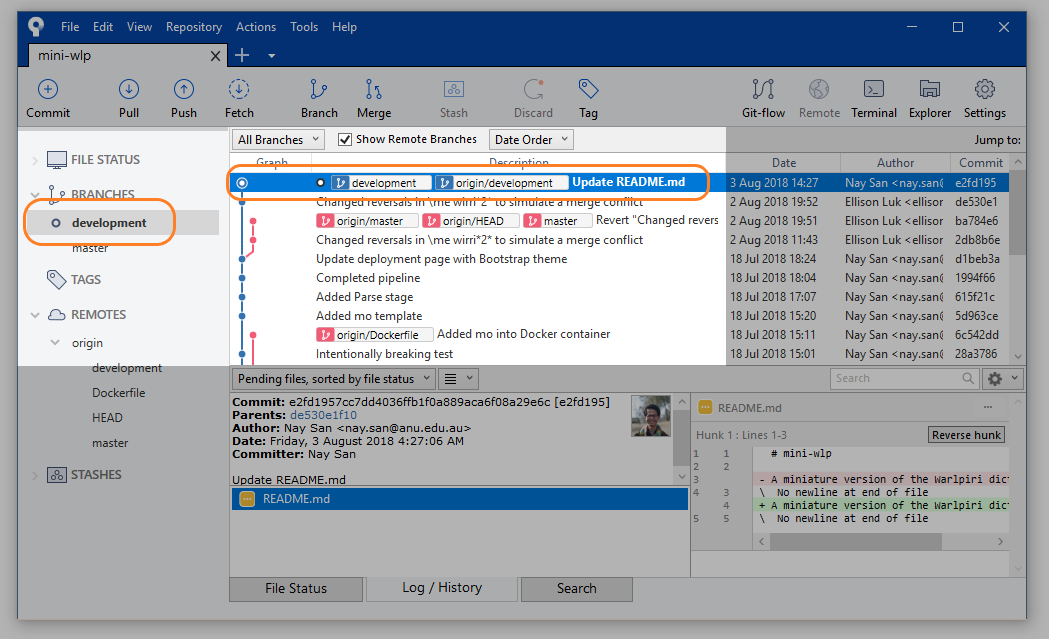 File Edit View Repository Actions Tools Help
mini-wlp
Commit Pull Push Fetch Branch Merge Stash Discard Tag Git-flow Remote Terminal Explorer Settings
All Branches Show Remote Branches Date Order Jump to:
Graph Description Date Author Commit
FILE STATUS
BRANCHES
development
master
TAGS
REMOTES
origin
development
Dockerfile
HEAD
master
STASHES
development origin/development Update README.md 3 Aug 2018 14:27 Nay San <nay.san@ e2fd195
Changed reversals in \me wirri*2* to simulate a merge conflict 2 Aug 2018 19:52 Ellison Luk <ellisor de530e1
origin/master origin/HEAD master Revert "Changed revers 2 Aug 2018 19:51 Ellison Luk <ellisor ba784e6
Changed reversals in \me wirri*2* to simulate a merge conflict 2 Aug 2018 11:43 Ellison Luk <ellisor 2db8b6e
Update deployment page with Bootstrap theme 18 Jul 2018 18:24 Nay San <nay.san@ d1beb3a
Completed pipeline 18 Jul 2018 18:04 Nay San <nay.san@ 1994f66
Added Parse stage 18 Jul 2018 17:07 Nay San <nay.san@ 615f21c
Added mo template 18 Jul 2018 15:20 Nay San <nay.san@ 5d963ce
origin/Dockerfile Added mo into Docker container 18 Jul 2018 15:11 Nay San <nay.san@ 6c542dd
Intentionally breaking test 18 Jul 2018 15:01 Nay San <nay.san@ 28a3786
Pending files, sorted by file status Search
Commit: e2fd1957cc7dd4036ffb1f0a889aca6f08a29e6c [e2fd195]
Parents: de530e1f10
Author: Nay San <nay.san@anu.edu.au>
Date: Friday, 3 August 2018 4:27:06 AM
Committer: Nay San
Update README.md
README.md
README.md
Hunk 1 : Lines 1-3 Reverse hunk
1 1 # mini-wlp
2 2
3 - A miniature version of the Warlpiri dic
4 3 \ No newline at end of file
4 + A miniature version of the Warlpiri dic
5 5 \ No newline at end of file
File Status Log / History Search